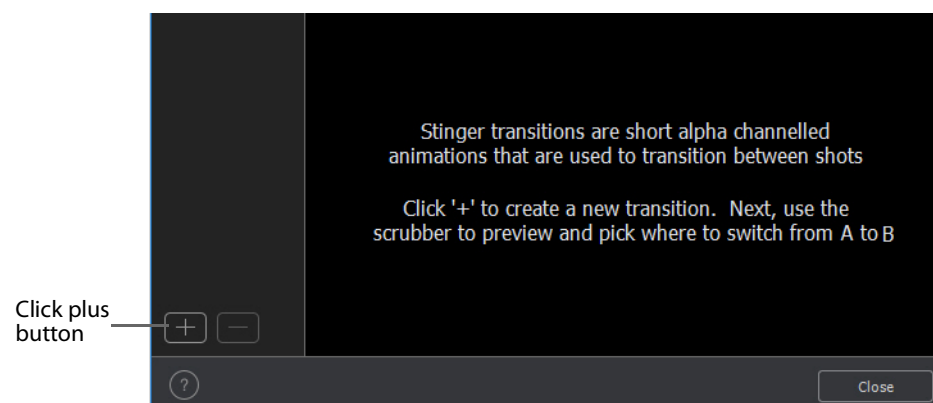 Stinger transitions are short alpha channelled
animations that are used to transition between shots
Click '+' to create a new transition. Next, use the
scrubber to preview and pick where to switch from A to B
Click plus
button
?
Close